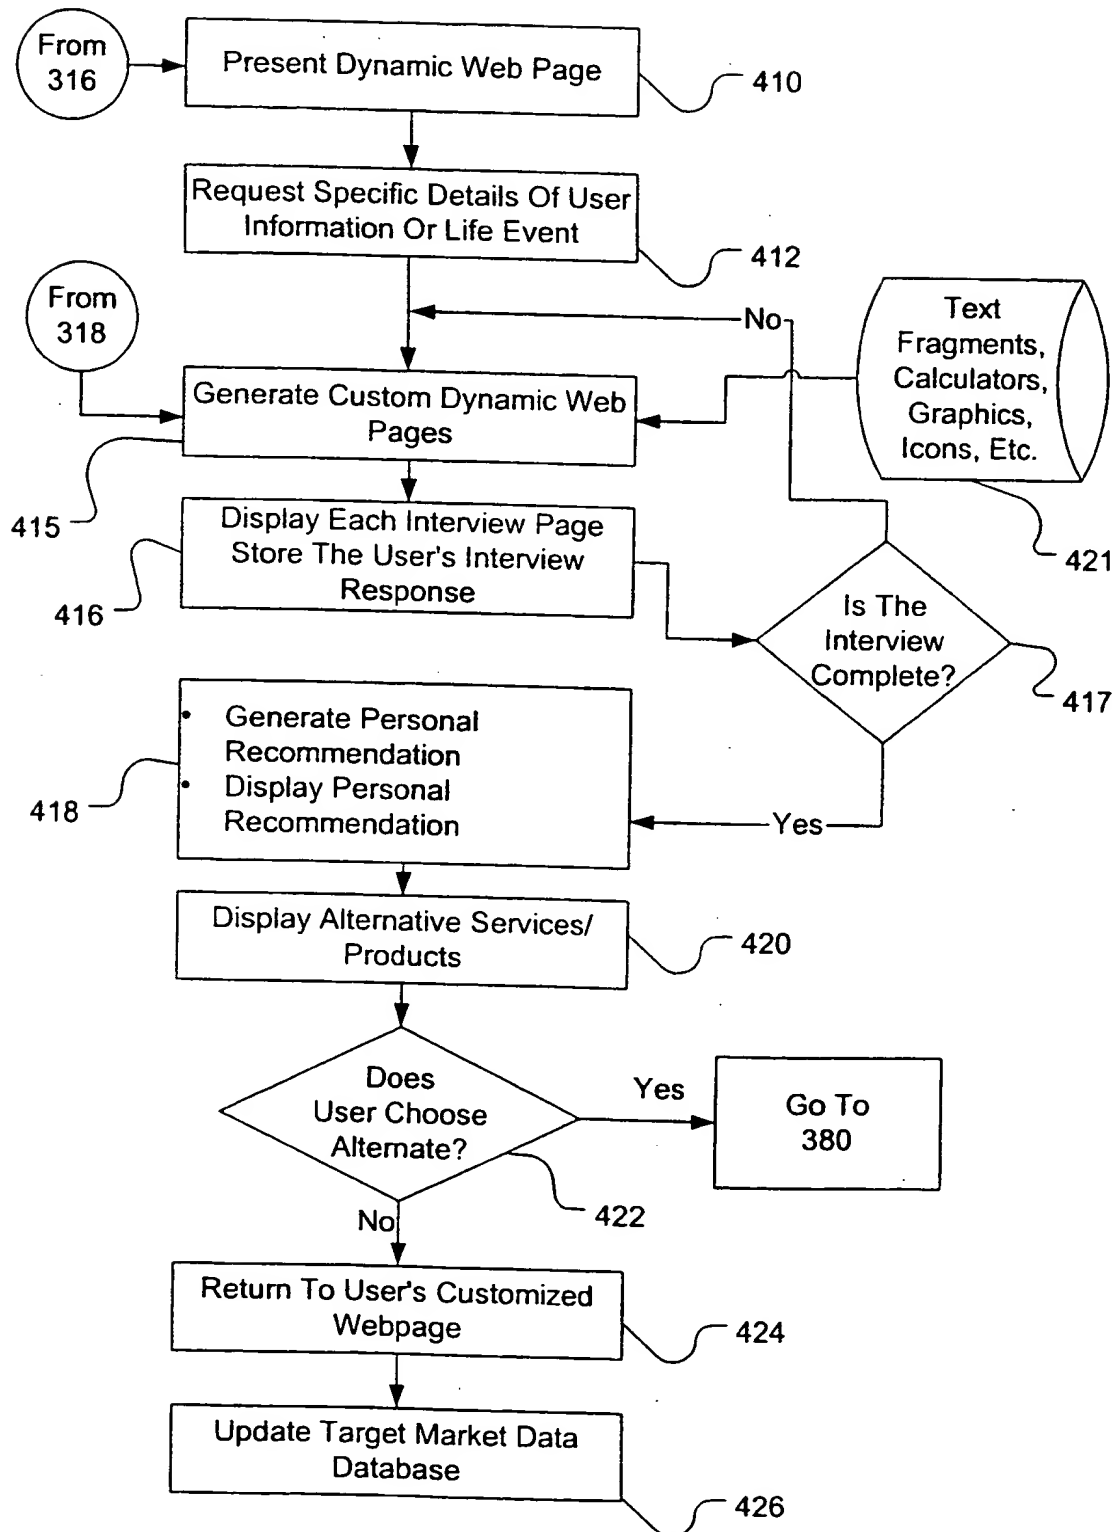 From
316
Present Dynamic Web Page
410
Request Specific Details Of User
Information Or Life Event
412
From
318
No
Text
Fragments,
Calculators,
Graphics,
Icons, Etc.
421
Generate Custom Dynamic Web
Pages
415
Display Each Interview Page
Store The User's Interview
Response
416
Is The
Interview
Complete?
417
• Generate Personal
Recommendation
• Display Personal
Recommendation
418
Yes
Display Alternative Services/
Products
420
Does
User Choose
Alternate?
422
Yes
Go To
380
No
Return To User's Customized
Webpage
424
Update Target Market Data
Database
426